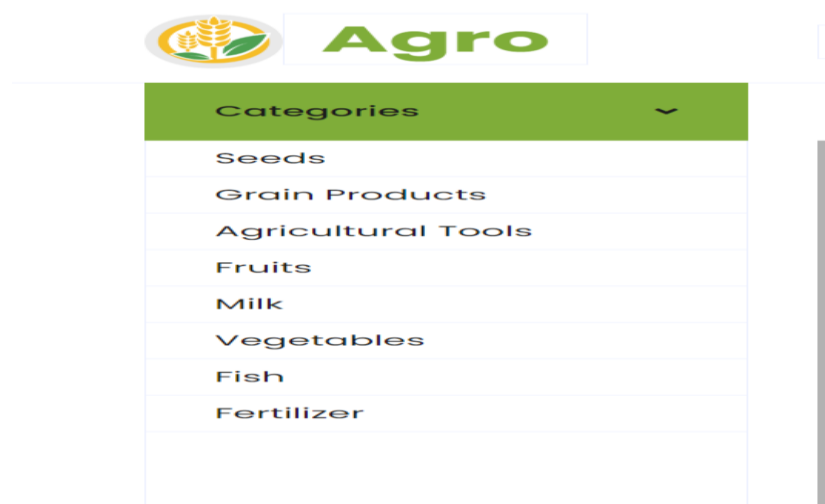 Agro
Categories
Seeds
Grain Products
Agricultural Tools
Fruits
Milk
Vegetables
Fish
Fertilizer